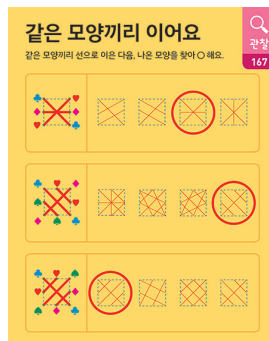 같은 모양끼리 이어요
같은 모양끼리 선으로 이은 다음, 나온 모양을 찾아 ○ 해요.
관찰
167